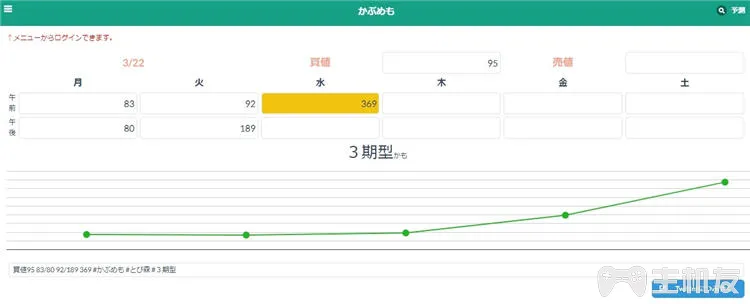 かぶめも
予測
↑メニューからログインできます。
3/22 買値 95 売値
月 火 水 木 金 土
午前 83 92 369
午後 80 189
３期型かも
買値95 83/80 92/189 369 #かぶめも #とび森 #３期型
主机友